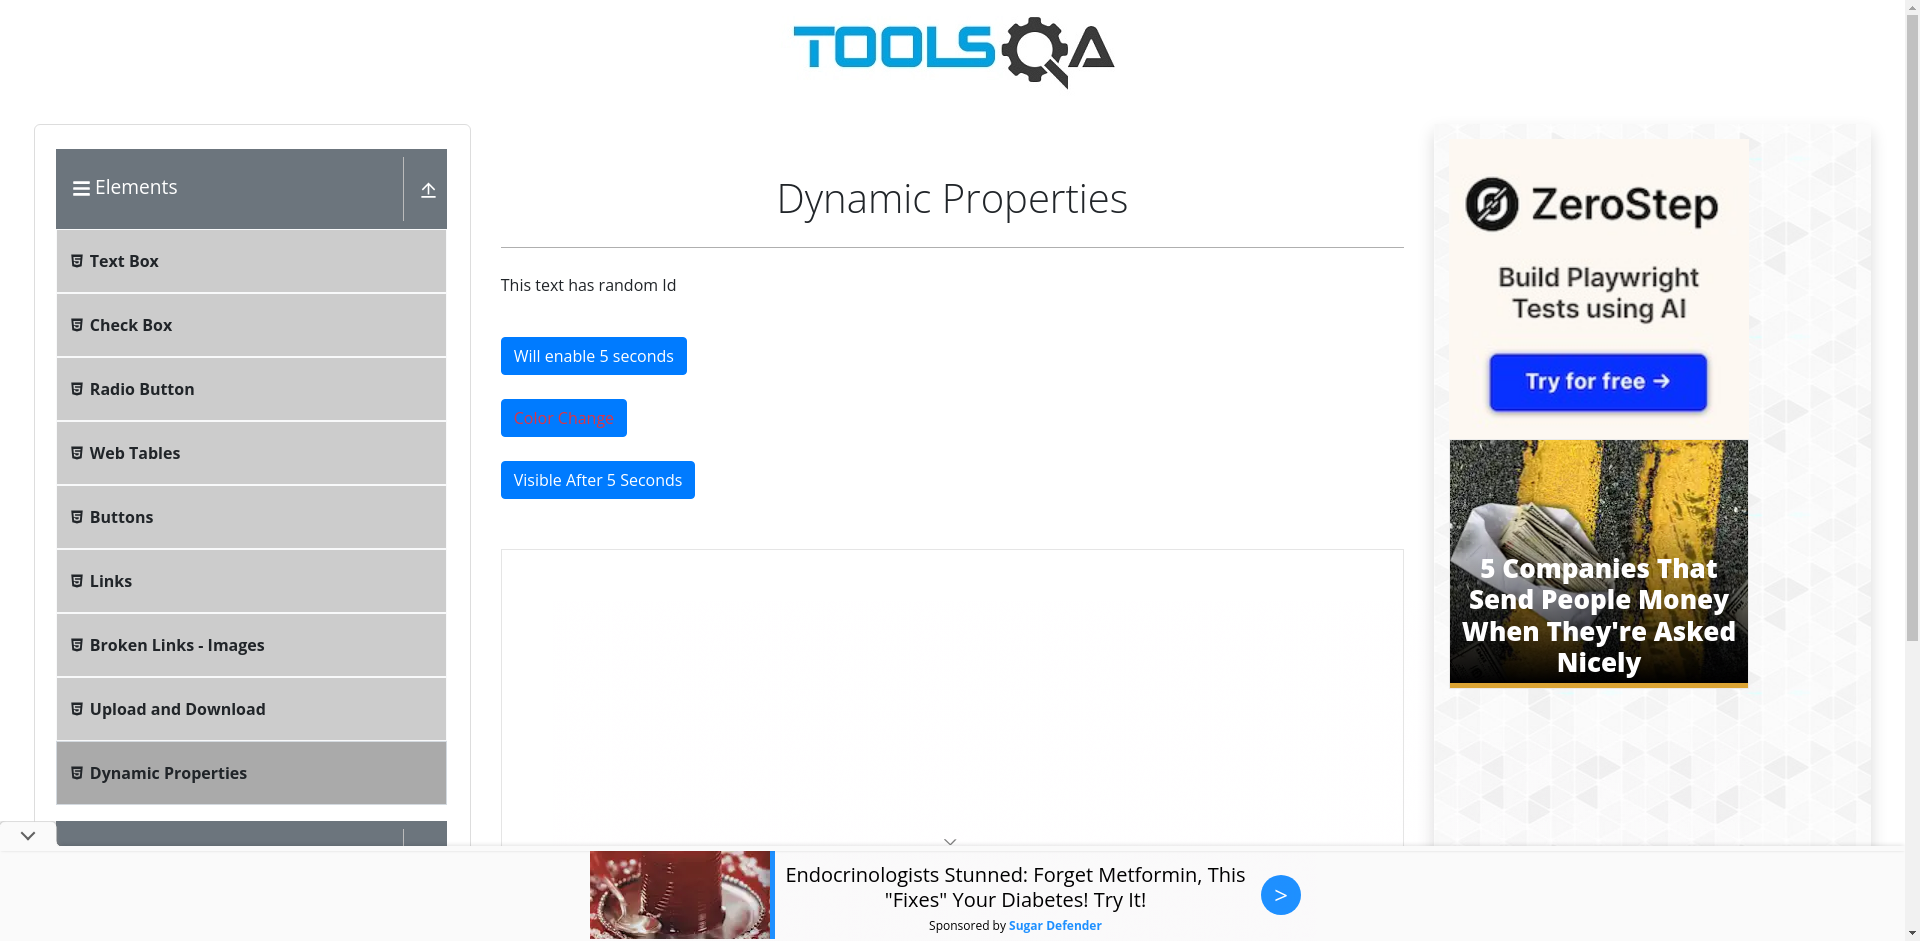 TOOLSQA
Elements
Text Box
Check Box
Radio Button
Web Tables
Buttons
Links
Broken Links - Images
Upload and Download
Dynamic Properties
Dynamic Properties
This text has random Id
Will enable 5 seconds
Color Change
Visible After 5 Seconds
ZeroStep
Build Playwright
Tests using AI
Try for free →
5 Companies That
Send People Money
When They're Asked
Nicely
Endocrinologists Stunned: Forget Metformin, This
"Fixes" Your Diabetes! Try It!
Sponsored by Sugar Defender
>